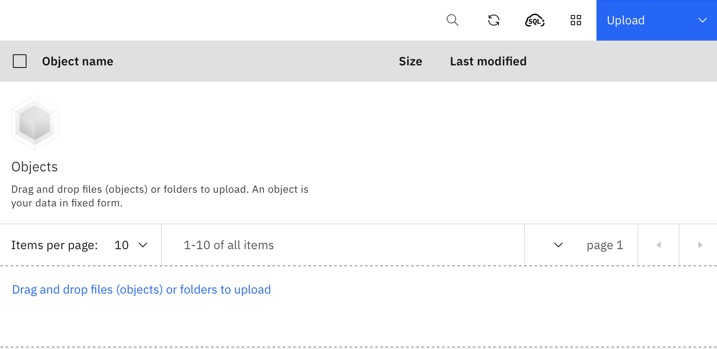 SQL
Upload
Object name Size Last modified
Objects
Drag and drop files (objects) or folders to upload. An object is
your data in fixed form.
Items per page: 10 1-10 of all items page 1
Drag and drop files (objects) or folders to upload